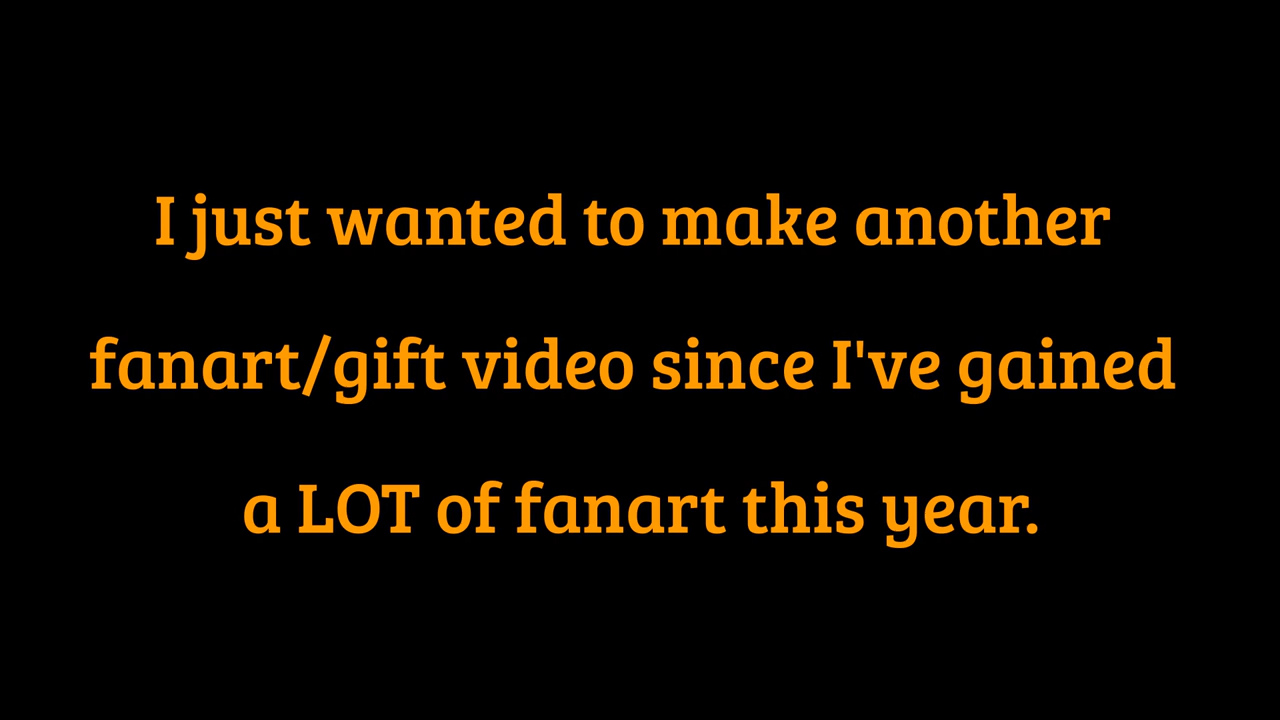 I just wanted to make another
fanart/gift video since I've gained
a LOT of fanart this year.